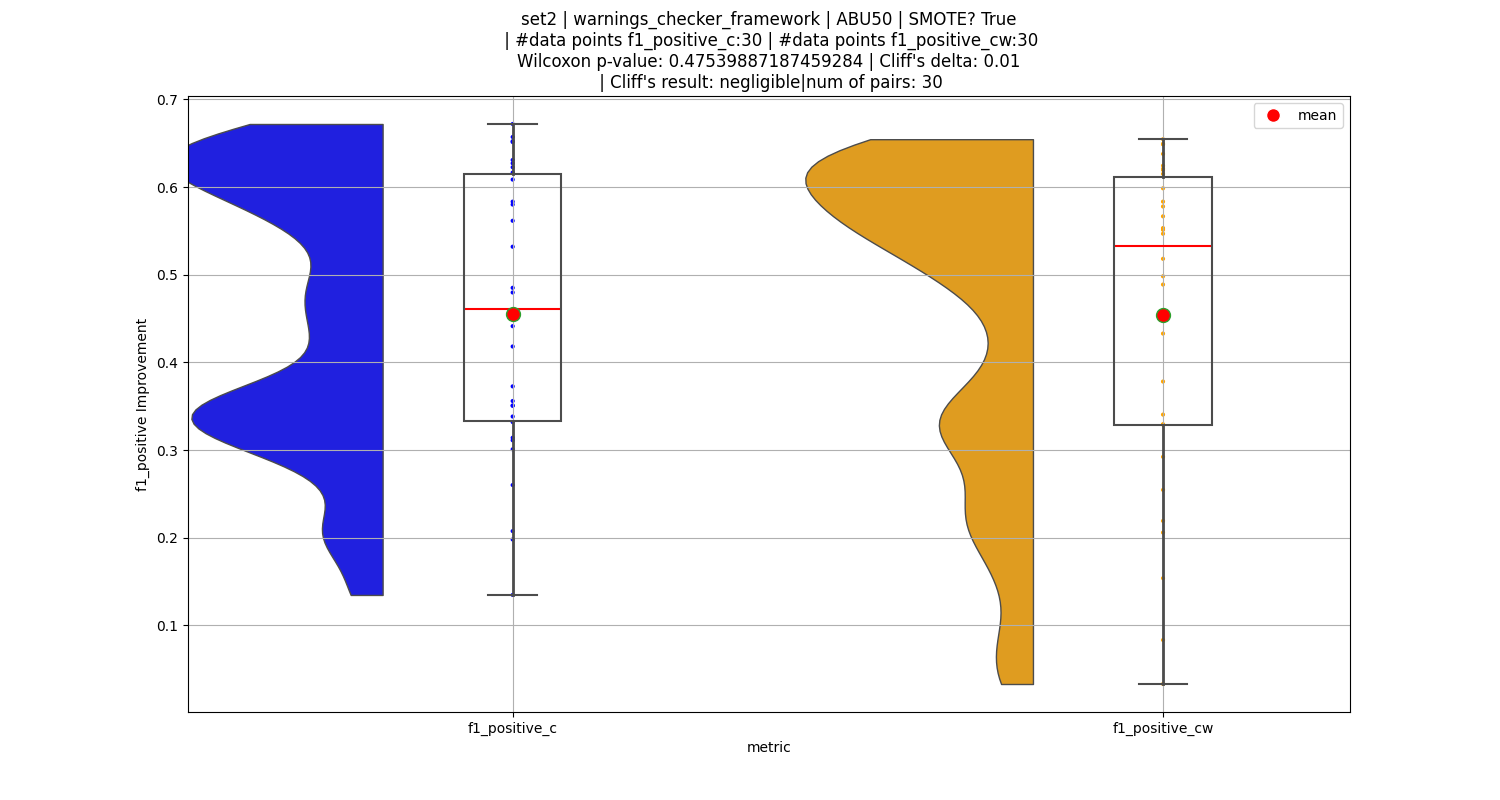 set2 | warnings_checker_framework | ABU50 | SMOTE? True
| #data points f1_positive_c:30 | #data points f1_positive_cw:30
Wilcoxon p-value: 0.47539887187459284 | Cliff's delta: 0.01
| Cliff's result: negligible|num of pairs: 30
mean
0.7
0.6
0.5
0.4
0.3
0.2
0.1
f1_positive Improvement
f1_positive_c
f1_positive_cw
metric